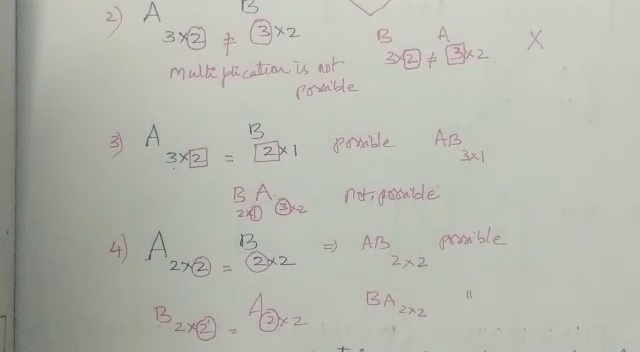 2) A 3×2 ≠ B 3×2
B 3×2 ≠ A 3×2 X
Multiplication is not
possible
3) A 3×2 = B 2×1 possible AB 3×1
B 2×1 A 3×2 not possible
4) A 2×2 = B 2×2 ⇒ AB 2×2 possible
B 2×2 = A 2×2 BA 2×2 "